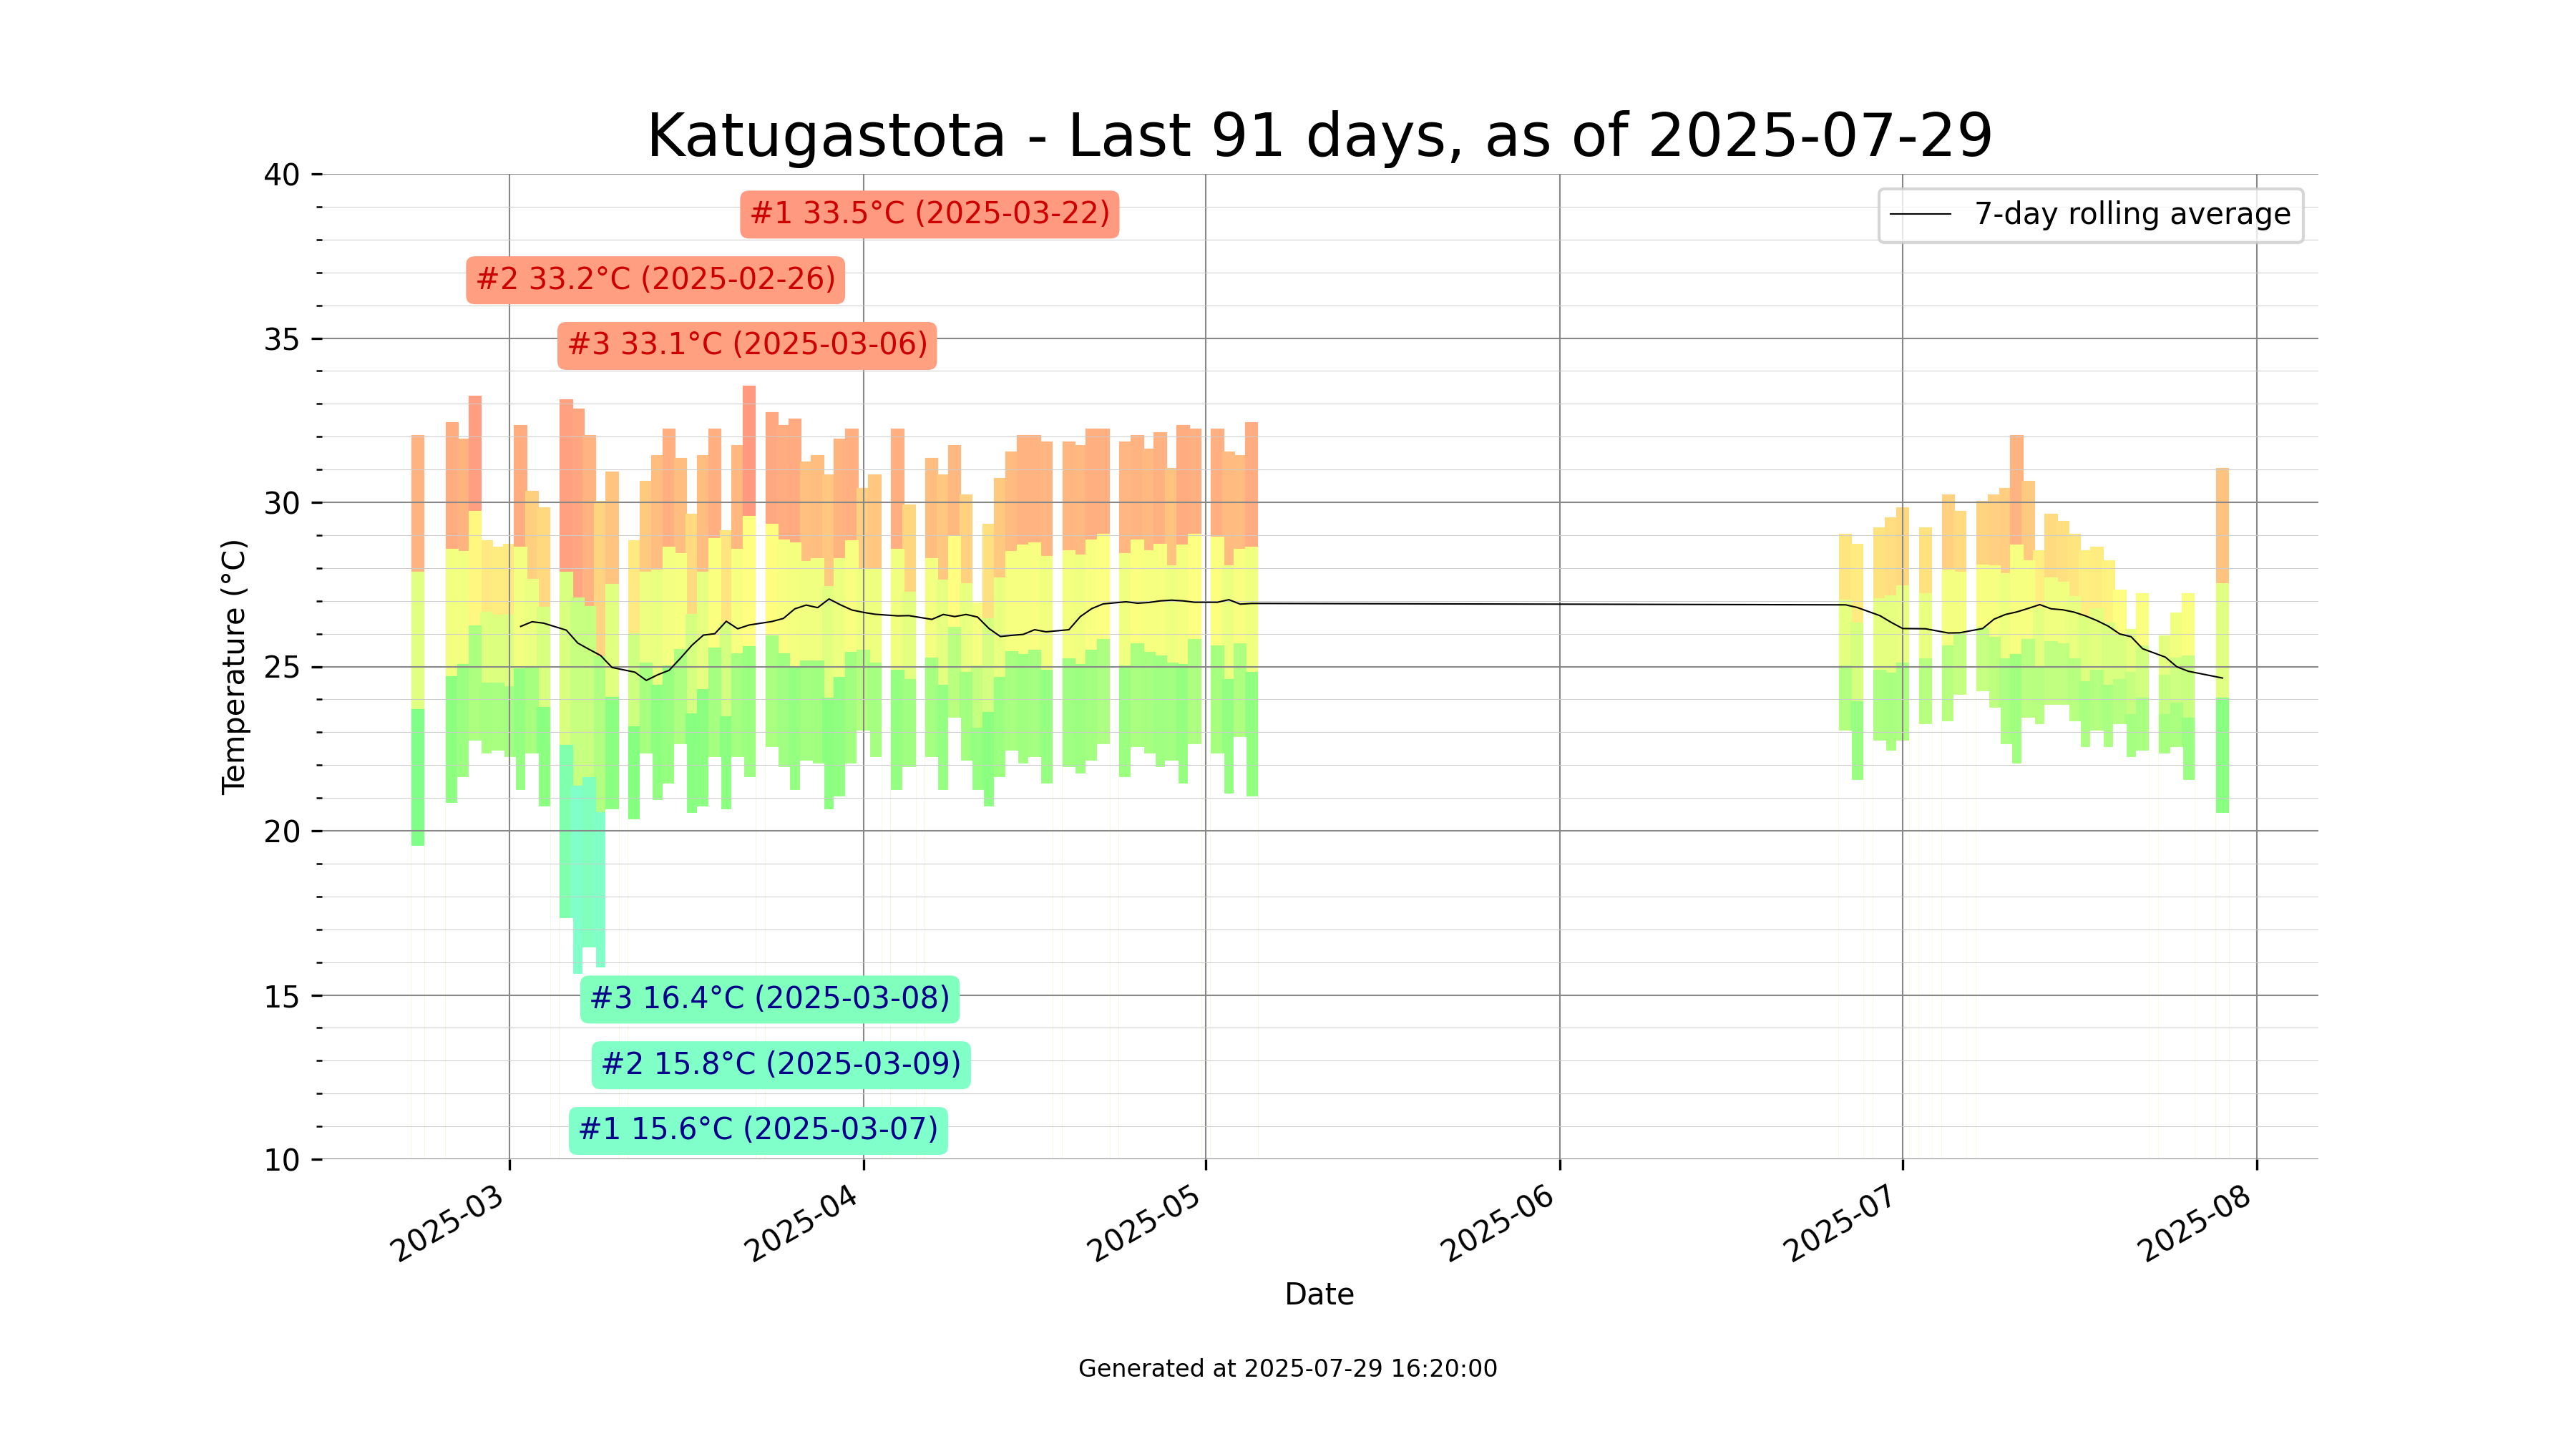 Katugastota - Last 91 days, as of 2025-07-29
7-day rolling average
#1 33.5°C (2025-03-22)
#2 33.2°C (2025-02-26)
#3 33.1°C (2025-03-06)
#3 16.4°C (2025-03-08)
#2 15.8°C (2025-03-09)
#1 15.6°C (2025-03-07)
Temperature (°C)
40
35
30
25
20
15
10
2025-03
2025-04
2025-05
2025-06
2025-07
2025-08
Date
Generated at 2025-07-29 16:20:00